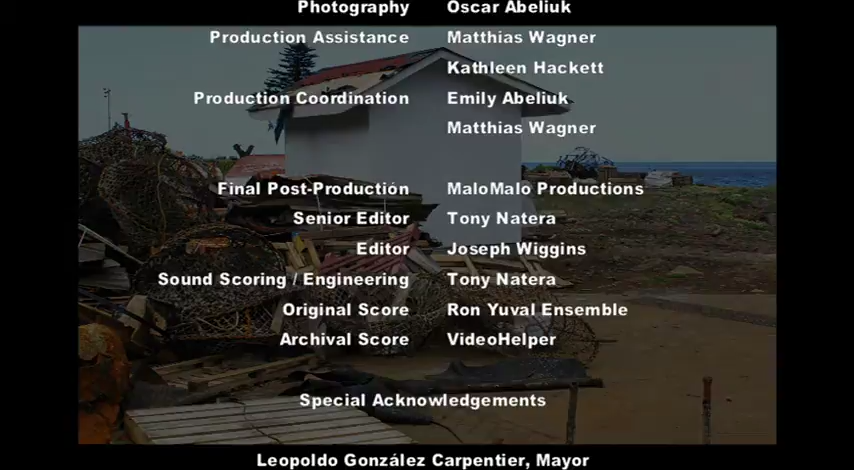 Photography Oscar Abeliuk
Production Assistance Matthias Wagner
Kathleen Hackett
Production Coordination Emily Abeliuk
Matthias Wagner
Final Post-Production MaloMalo Productions
Senior Editor Tony Natera
Editor Joseph Wiggins
Sound Scoring / Engineering Tony Natera
Original Score Ron Yuval Ensemble
Archival Score VideoHelper
Special Acknowledgements
Leopoldo González Carpentier, Mayor